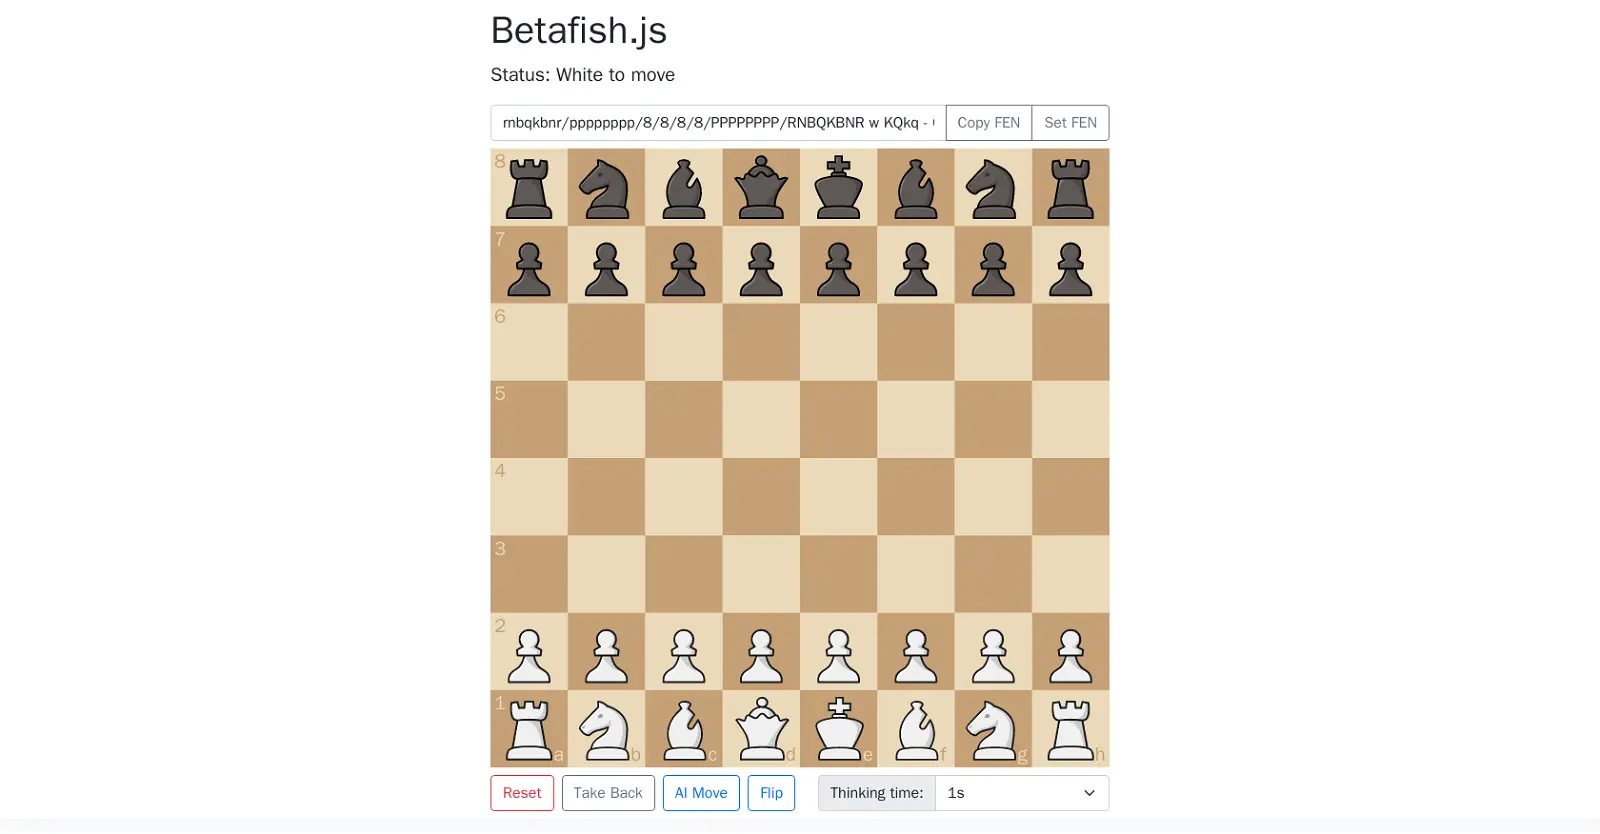 Betafish.js
Status: White to move
rnbqkbnr/pppppppp/8/8/8/8/PPPPPPPP/RNBQKBNR w KQkq - Copy FEN Set FEN
8
7
6
5
4
3
2
1
a b c d e f g h
Reset Take Back AI Move Flip Thinking time: 1s